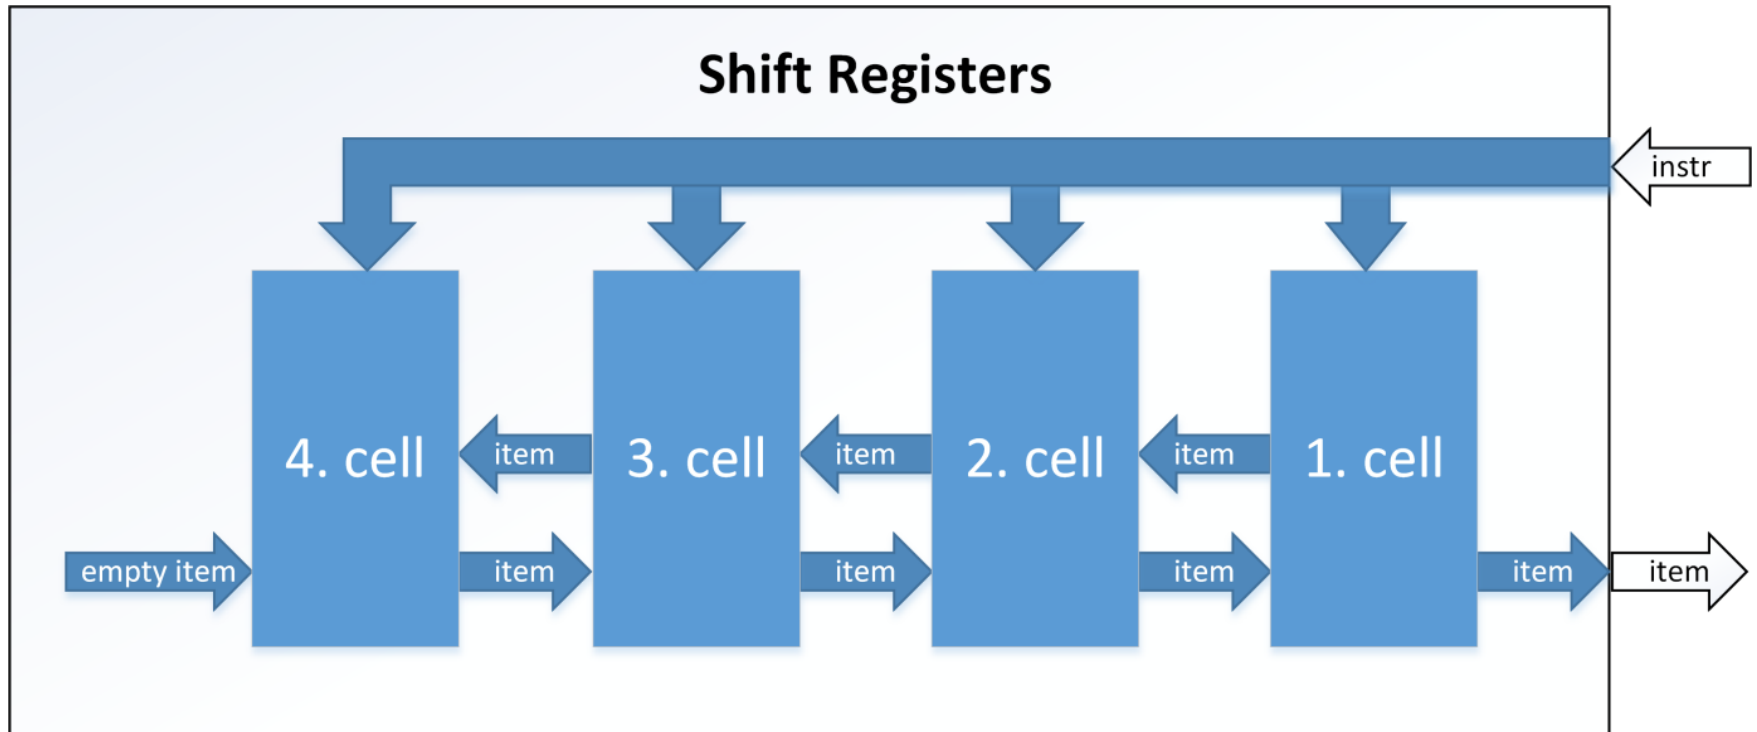 Shift Registers
instr
4. cell
item
3. cell
item
2. cell
item
1. cell
empty item
item
item
item
item
item